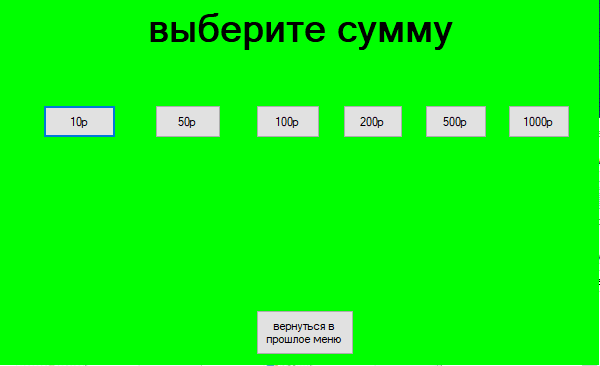 выберите сумму
10р
50р
100р
200р
500р
1000р
вернуться в
прошлое меню